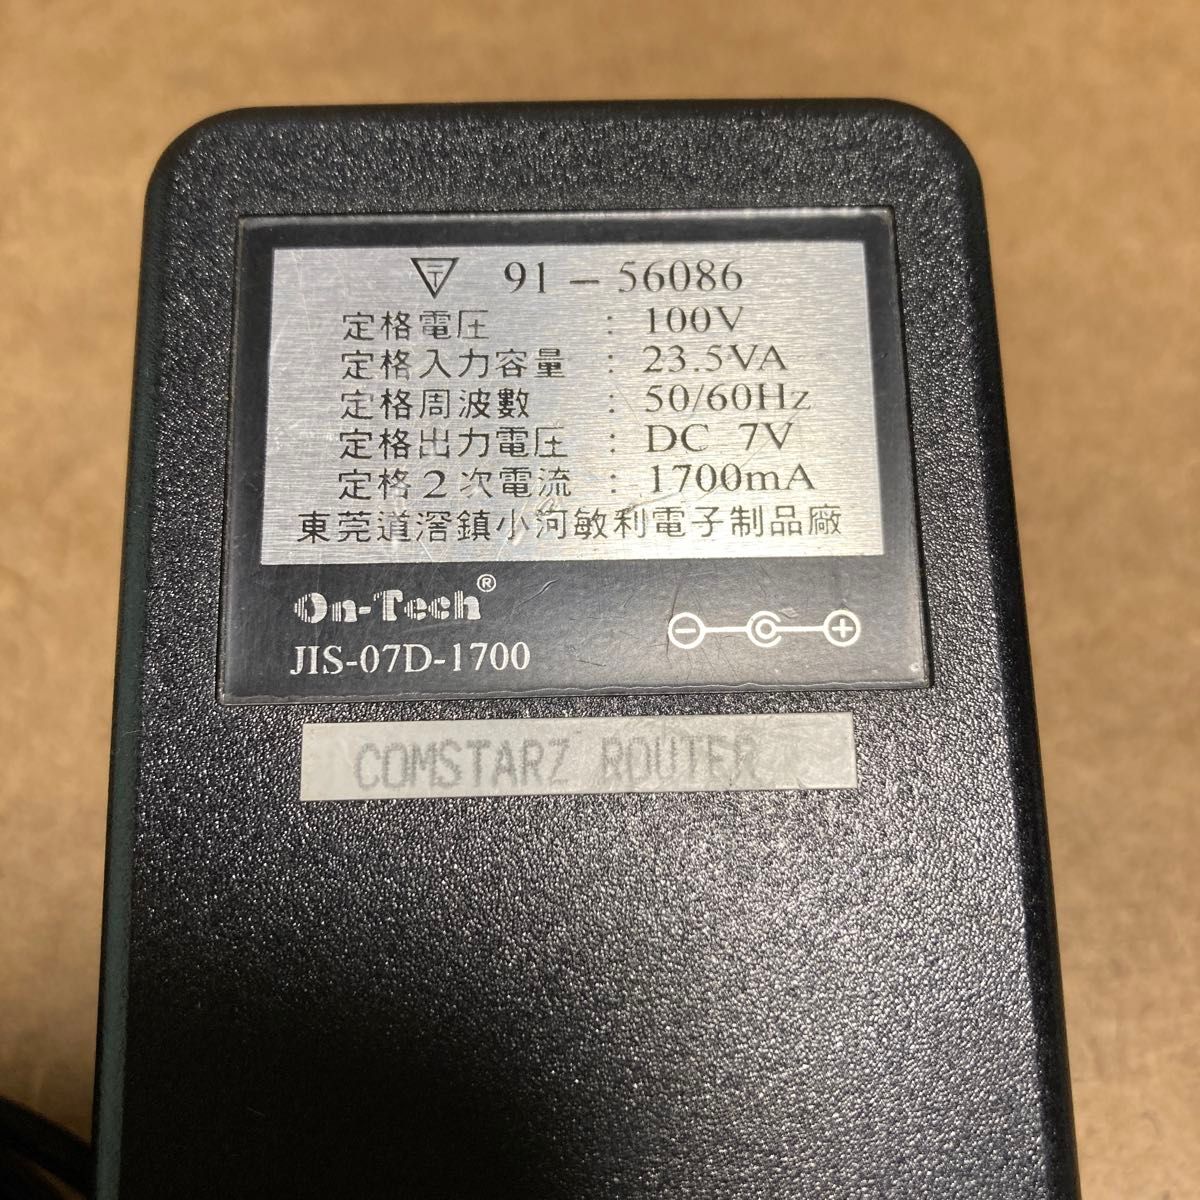 91 - 56086
定格電圧 : 100V
定格入力容量 : 23.5VA
定格周波數 : 50/60Hz
定格出力電圧 : DC 7V
定格2次電流 : 1700mA
東莞道滘鎮小河敏利電子制品廠
On-Tech®
JIS-07D-1700
COMSTARZ ROUTER